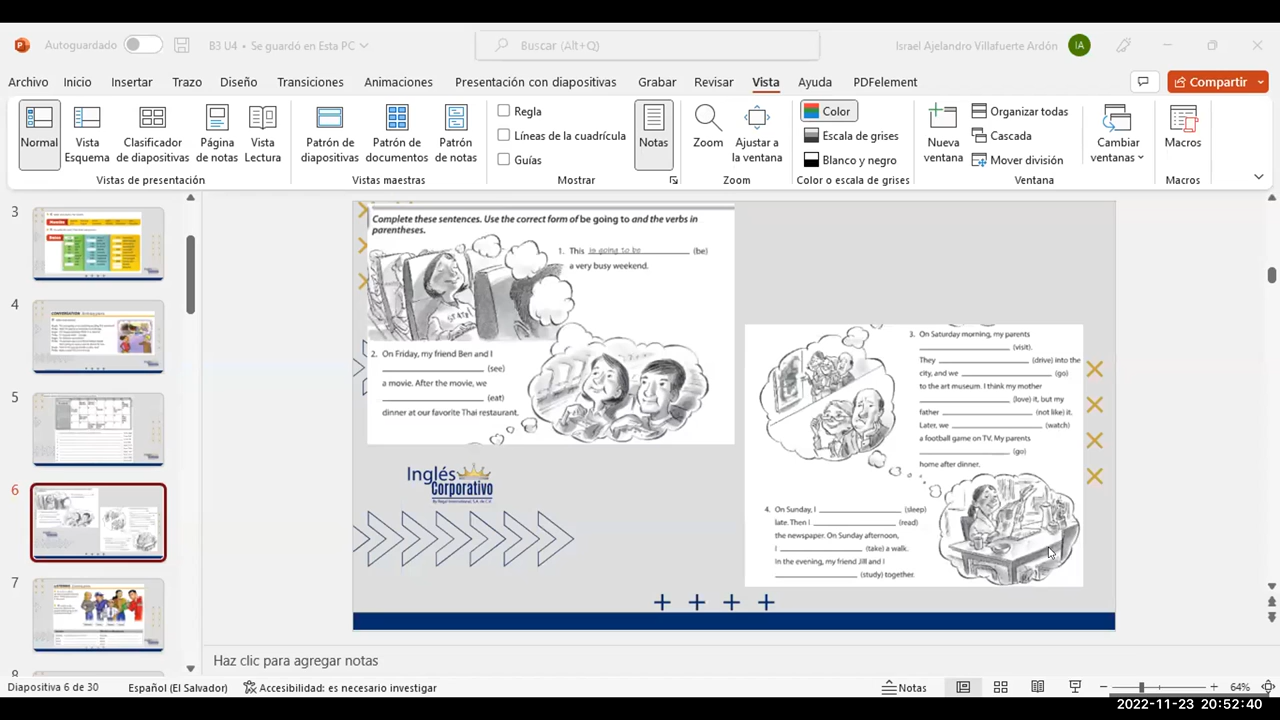 Autoguardado
B3 U4 • Se guardó en Esta PC
Buscar (Alt+Q)
Israel Ajelandro Villafuerte Ardón
IA
Archivo Inicio Insertar Trazo Diseño Transiciones Animaciones Presentación con diapositivas Grabar Revisar Vista Ayuda PDFelement
Compartir
Normal
Vista Esquema
Clasificador de diapositivas
Página de notas
Vista Lectura
Vistas de presentación
Patrón de diapositivas
Patrón de documentos
Patrón de notas
Vistas maestras
Regla
Líneas de la cuadrícula
Guías
Mostrar
Notas
Zoom
Ajustar a la ventana
Zoom
Color
Escala de grises
Blanco y negro
Color o escala de grises
Nueva ventana
Organizar todas
Cascada
Mover división
Cambiar ventanas
Ventana
Macros
Macros
3
4
5
6
7
8
Complete these sentences. Use the correct form of be going to and the verbs in
parentheses.
1. This is going to be (be)
a very busy weekend.
2. On Friday, my friend Ben and I
(see)
a movie. After the movie, we
(eat)
dinner at our favorite Thai restaurant.
3. On Saturday morning, my parents
(visit).
They (drive) into the
city, and we (go)
to the art museum. I think my mother
(love) it, but my
father (not like) it.
Later, we (watch)
a football game on TV. My parents
(go)
home after dinner.
4. On Sunday, I (sleep)
late. Then I (read)
the newspaper. On Sunday afternoon,
I (take) a walk.
In the evening, my friend Jill and I
(study) together.
Inglés
Corporativo
Haz clic para agregar notas
Diapositiva 6 de 30
Español (El Salvador)
Accesibilidad: es necesario investigar
Notas
64%
2022-11-23 20:52:40